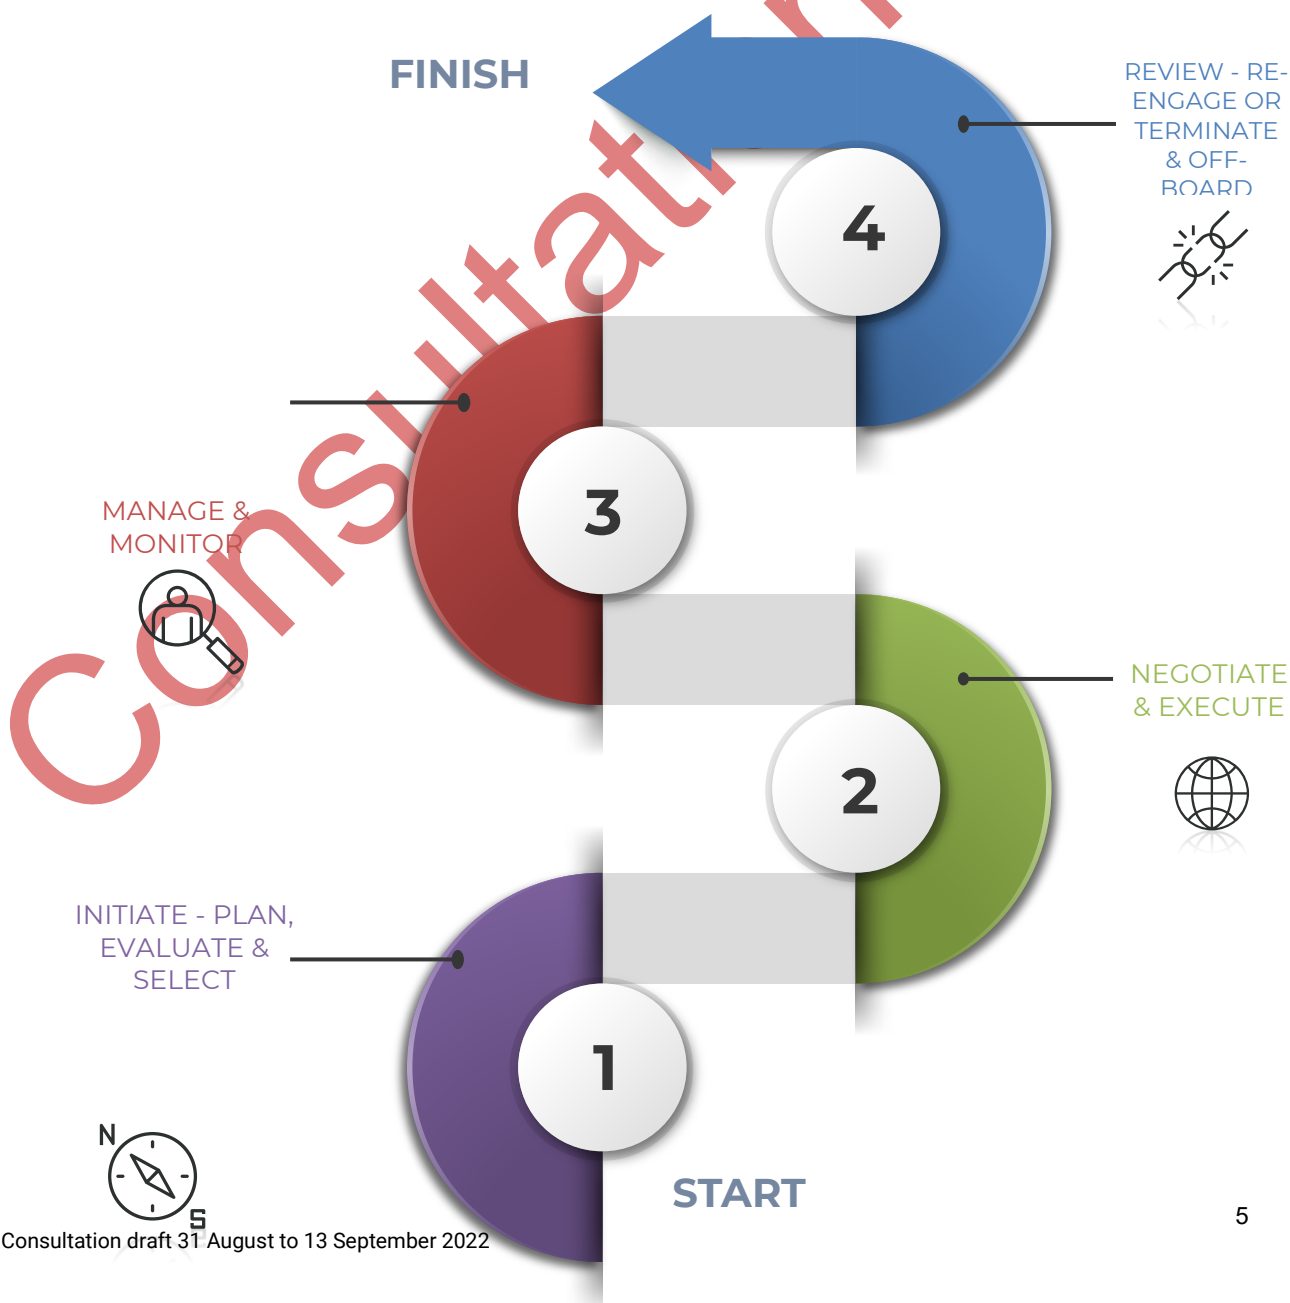 FINISH
REVIEW - RE-
ENGAGE OR
TERMINATE
& OFF-
BOARD
4
3
MANAGE &
MONITOR
NEGOTIATE
& EXECUTE
2
INITIATE - PLAN,
EVALUATE &
SELECT
1
N
S
START
5
Consultation draft 31 August to 13 September 2022